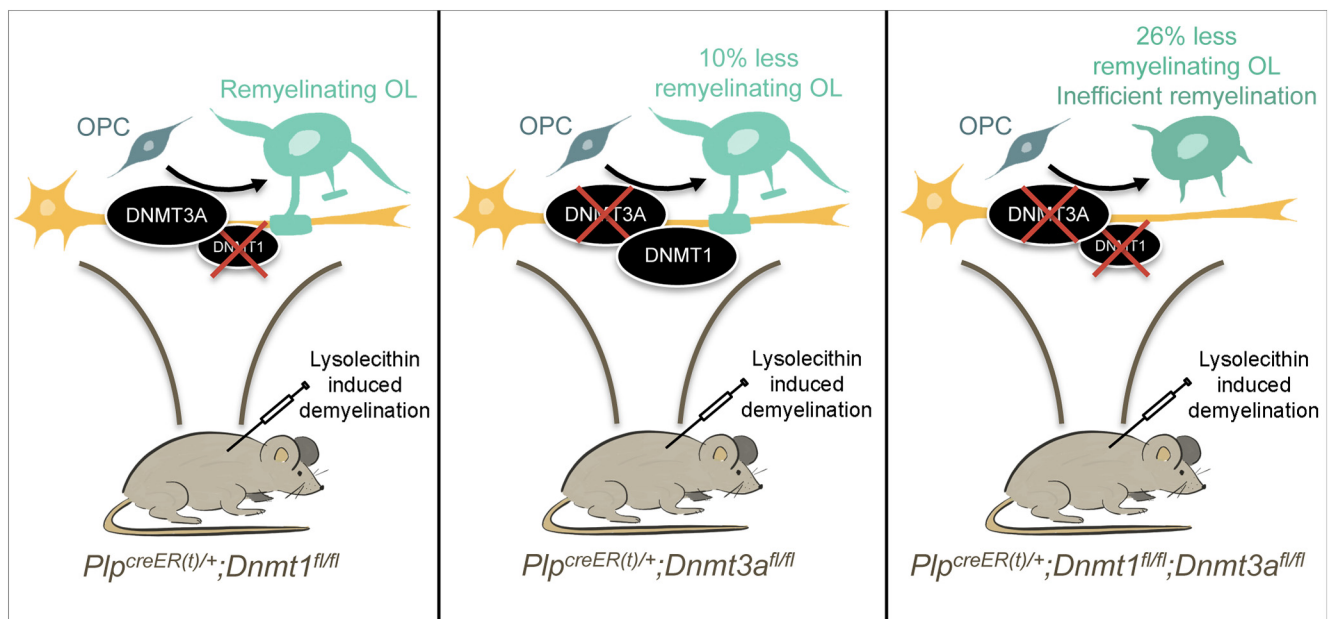 Remyelinating OL
OPC
DNMT3A
DNMT1
Lysolecithin
induced
demyelination
Plp^creER(t)/+;Dnmt1^fl/fl
10% less
remyelinating OL
OPC
DNMT3A
DNMT1
Lysolecithin
induced
demyelination
Plp^creER(t)/+;Dnmt3a^fl/fl
26% less
remyelinating OL
Inefficient remyelination
OPC
DNMT3A
DNMT1
Lysolecithin
induced
demyelination
Plp^creER(t)/+;Dnmt1^fl/fl;Dnmt3a^fl/fl